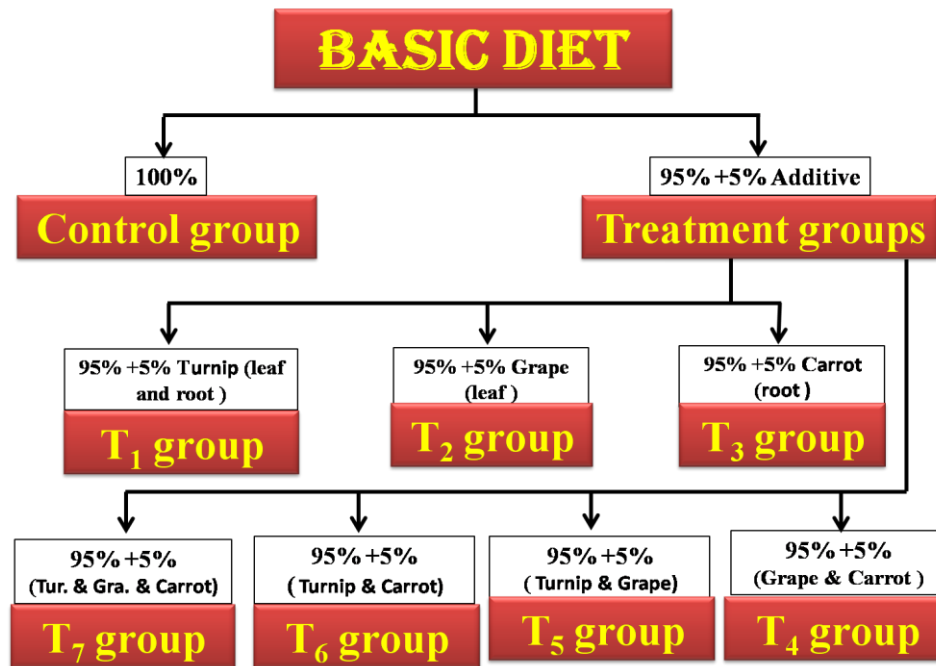 BASIC DIET
100%
Control group
95% +5% Additive
Treatment groups
95% +5% Turnip (leaf
and root )
T₁ group
95% +5% Grape
(leaf )
T₂ group
95% +5% Carrot
(root )
T₃ group
95% +5%
(Tur. & Gra. & Carrot)
T₇ group
95% +5%
( Turnip & Carrot)
T₆ group
95% +5%
( Turnip & Grape)
T₅ group
95% +5%
(Grape & Carrot )
T₄ group